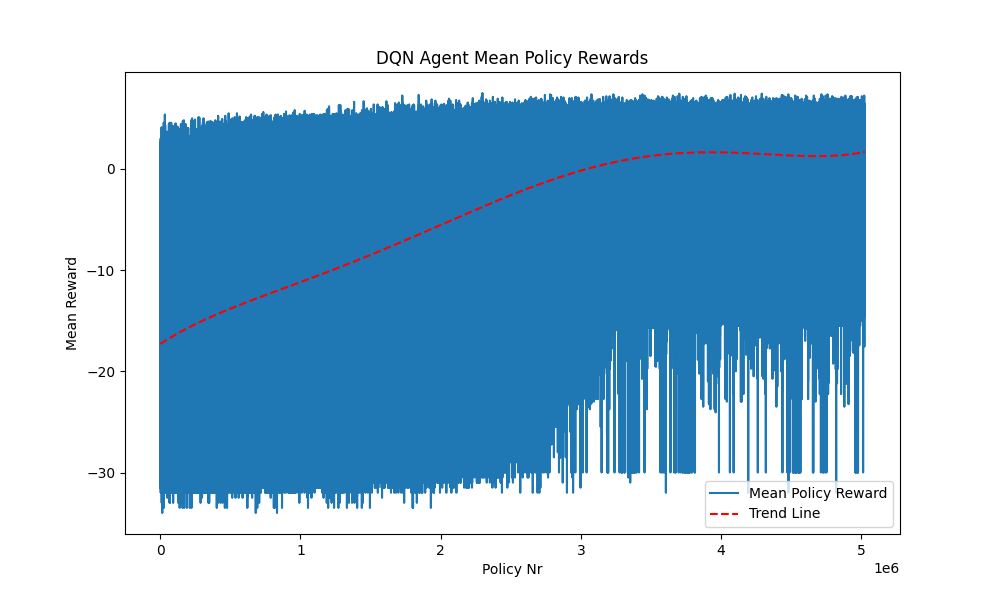 DQN Agent Mean Policy Rewards
Mean Reward
0
−10
−20
−30
0
1
2
3
4
5
1e6
Policy Nr
Mean Policy Reward
Trend Line